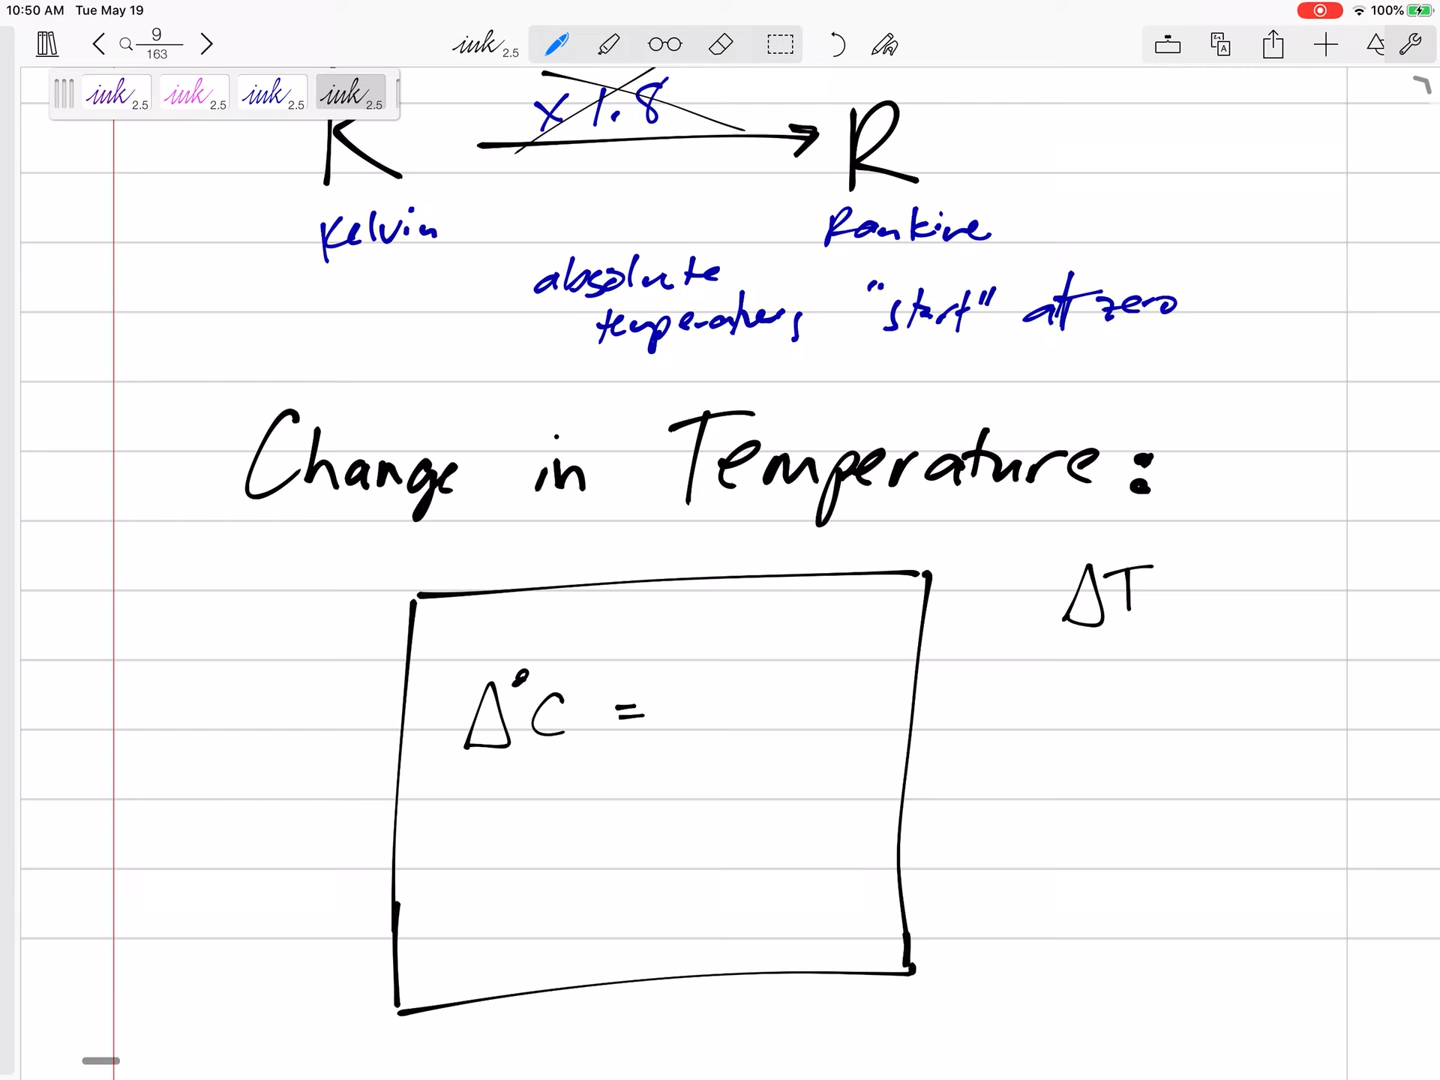 10:50 AM Tue May 19
100%
9
163
ink 2.5
ink 2.5 ink 2.5 ink 2.5 ink 2.5
x 1.8
K R
Kelvin Rankine
absolute
temperatures "start" at zero
Change in Temperature:
ΔT
Δ°C =